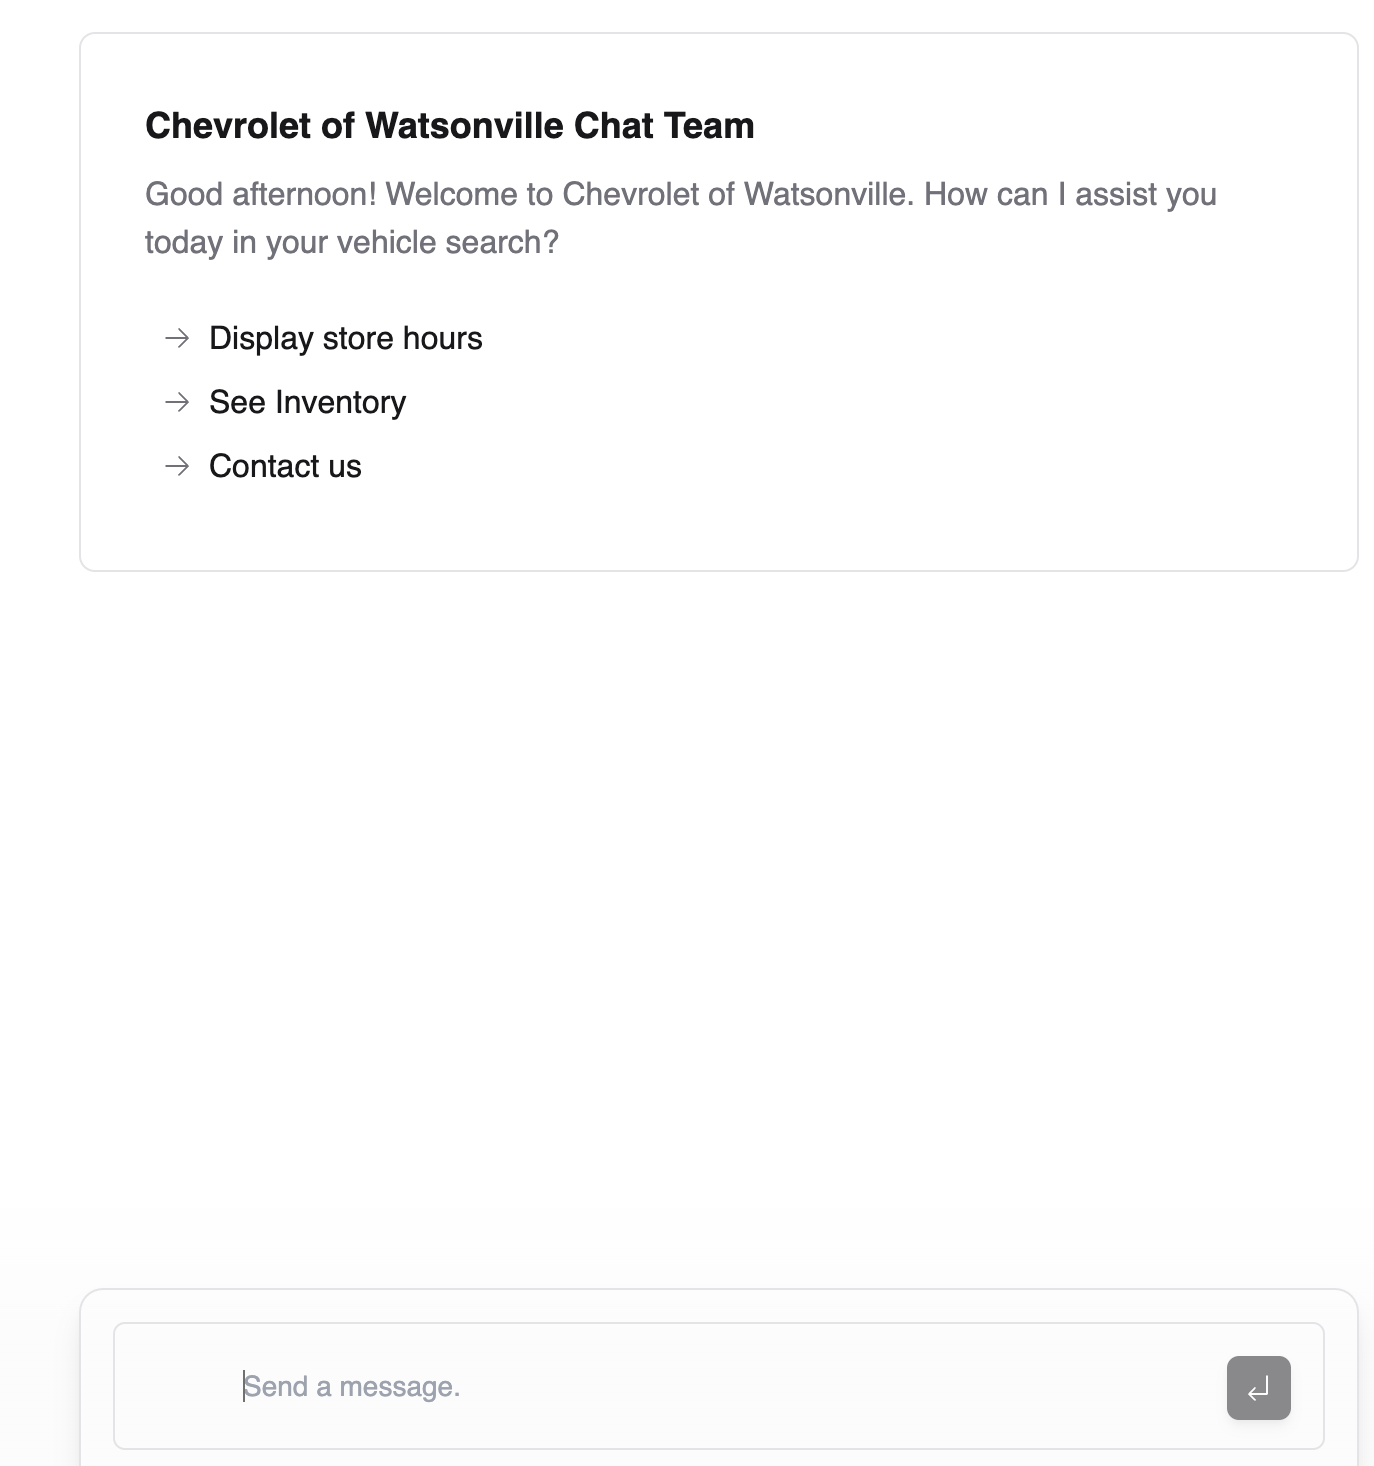 Chevrolet of Watsonville Chat Team
Good afternoon! Welcome to Chevrolet of Watsonville. How can I assist you
today in your vehicle search?
Display store hours
See Inventory
Contact us
Send a message.